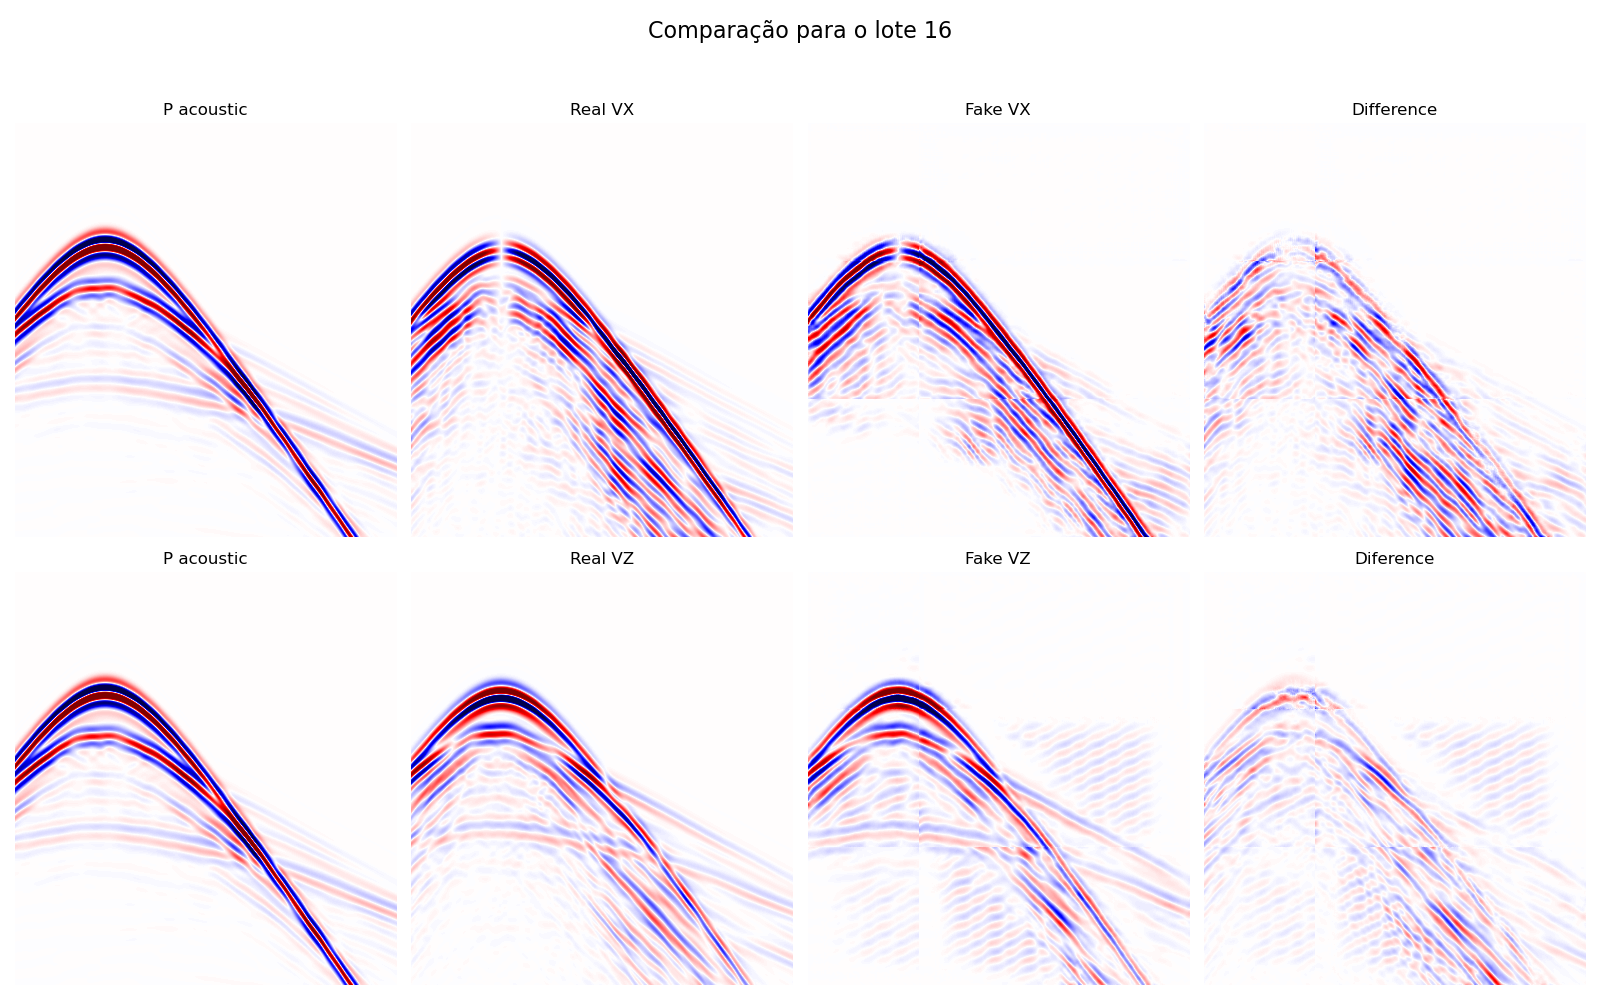 Comparação para o lote 16
P acoustic
Real VX
Fake VX
Difference
P acoustic
Real VZ
Fake VZ
Diference